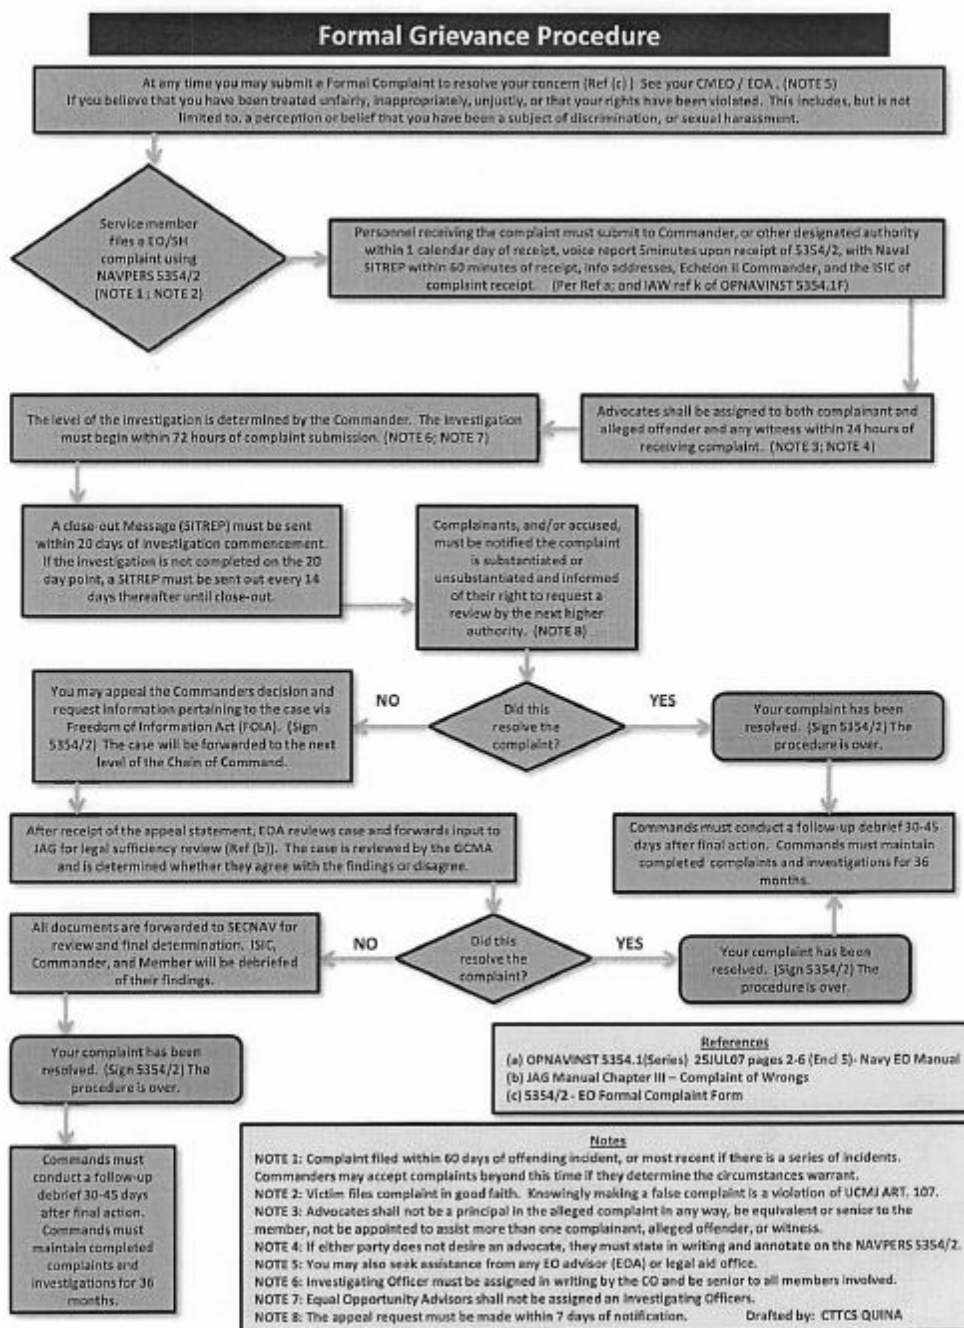 Formal Grievance Procedure
At any time you may submit a Formal Complaint to resolve your concern (Ref (c) ) See your CMEO / EOA . (NOTE 5)
If you believe that you have been treated unfairly, inappropriately, unjustly, or that your rights have been violated. This includes, but is not
limited to, a perception or belief that you have been a subject of discrimination, or sexual harassment.
Service member
files a EO/SH
complaint using
NAVPERS 5354/2
(NOTE 1 ; NOTE 2)
Personnel receiving the complaint must submit to Commander, or other designated authority
within 1 calendar day of receipt, voice report 5minutes upon receipt of 5354/2, with Naval
SITREP within 60 minutes of receipt, info addresses, Echelon II Commander, and the ISIC of
complaint receipt. (Per Ref a; and IAW ref k of OPNAVINST 5354.1F)
The level of the investigation is determined by the Commander. The Investigation
must begin within 72 hours of complaint submission. (NOTE 6; NOTE 7)
Advocates shall be assigned to both complainant and
alleged offender and any witness within 24 hours of
receiving complaint. (NOTE 3; NOTE 4)
A close-out Message (SITREP) must be sent
within 20 days of investigation commencement.
If the investigation is not completed on the 20
day point, a SITREP must be sent out every 14
days thereafter until close-out.
Complainants, and/or accused,
must be notified the complaint
is substantiated or
unsubstantiated and informed
of their right to request a
review by the next higher
authority. (NOTE 8)
You may appeal the Commanders decision and
request information pertaining to the case via
Freedom of Information Act (FOIA). (Sign
5354/2) The case will be forwarded to the next
level of the Chain of Command.
NO
Did this
resolve the
complaint?
YES
Your complaint has been
resolved. (Sign 5354/2) The
procedure is over.
After receipt of the appeal statement, EOA reviews case and forwards input to
JAG for legal sufficiency review (Ref (b)). The case is reviewed by the GCMA
and is determined whether they agree with the findings or disagree.
Commands must conduct a follow-up debrief 30-45
days after final action. Commands must maintain
completed complaints and investigations for 36
months.
All documents are forwarded to SECNAV for
review and final determination. ISIC,
Commander, and Member will be debriefed
of their findings.
NO
Did this
resolve the
complaint?
YES
Your complaint has been
resolved. (Sign 5354/2) The
procedure is over.
Your complaint has been
resolved. (Sign 5354/2) The
procedure is over.
Commands must
conduct a follow-up
debrief 30-45 days
after final action.
Commands must
maintain completed
complaints and
investigations for 36
months.
References
(a) OPNAVINST 5354.1(Series) 25JUL07 pages 2-6 (Encl 5)- Navy EO Manual
(b) JAG Manual Chapter III – Complaint of Wrongs
(c) 5354/2 - EO Formal Complaint Form
Notes
NOTE 1: Complaint filed within 60 days of offending incident, or most recent if there is a series of incidents.
Commanders may accept complaints beyond this time if they determine the circumstances warrant.
NOTE 2: Victim files complaint in good faith. Knowingly making a false complaint is a violation of UCMJ ART. 107.
NOTE 3: Advocates shall not be a principal in the alleged complaint in any way, be equivalent or senior to the
member, not be appointed to assist more than one complainant, alleged offender, or witness.
NOTE 4: If either party does not desire an advocate, they must state in writing and annotate on the NAVPERS 5354/2.
NOTE 5: You may also seek assistance from any EO advisor (EOA) or legal aid office.
NOTE 6: Investigating Officer must be assigned in writing by the CO and be senior to all members involved.
NOTE 7: Equal Opportunity Advisors shall not be assigned an Investigating Officers.
NOTE 8: The appeal request must be made within 7 days of notification. Drafted by: CTTCS QUINA